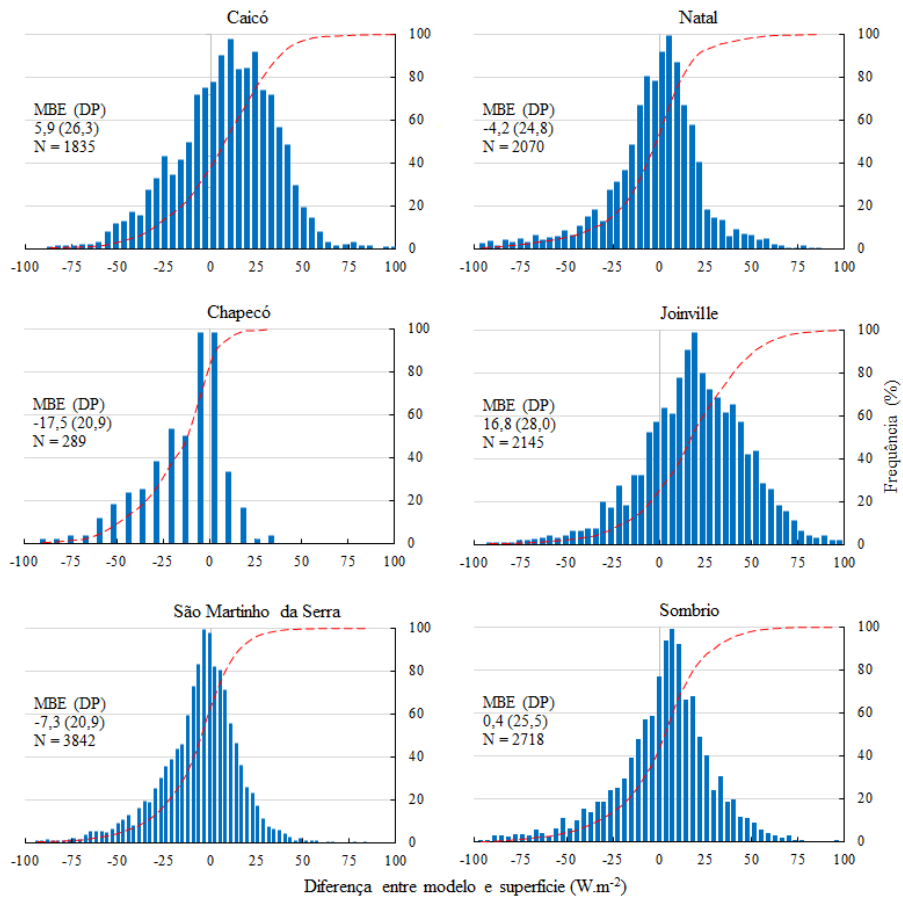 Caicó
Natal
100
80
60
40
20
0
MBE (DP)
5,9 (26,3)
N = 1835
-100 -75 -50 -25 0 25 50 75 100
100
80
60
40
20
0
MBE (DP)
-4,2 (24,8)
N = 2070
-100 -75 -50 -25 0 25 50 75 100
Chapecó
Joinville
100
80
60
40
20
0
MBE (DP)
-17,5 (20,9)
N = 289
-100 -75 -50 -25 0 25 50 75 100
100
80
60
40
20
0
MBE (DP)
16,8 (28,0)
N = 2145
-100 -75 -50 -25 0 25 50 75 100
Frequência (%)
São Martinho da Serra
Sombrio
100
80
60
40
20
0
MBE (DP)
-7,3 (20,9)
N = 3842
-100 -75 -50 -25 0 25 50 75 100
100
80
60
40
20
0
MBE (DP)
0,4 (25,5)
N = 2718
-100 -75 -50 -25 0 25 50 75 100
Diferença entre modelo e superfície (W.m⁻²)